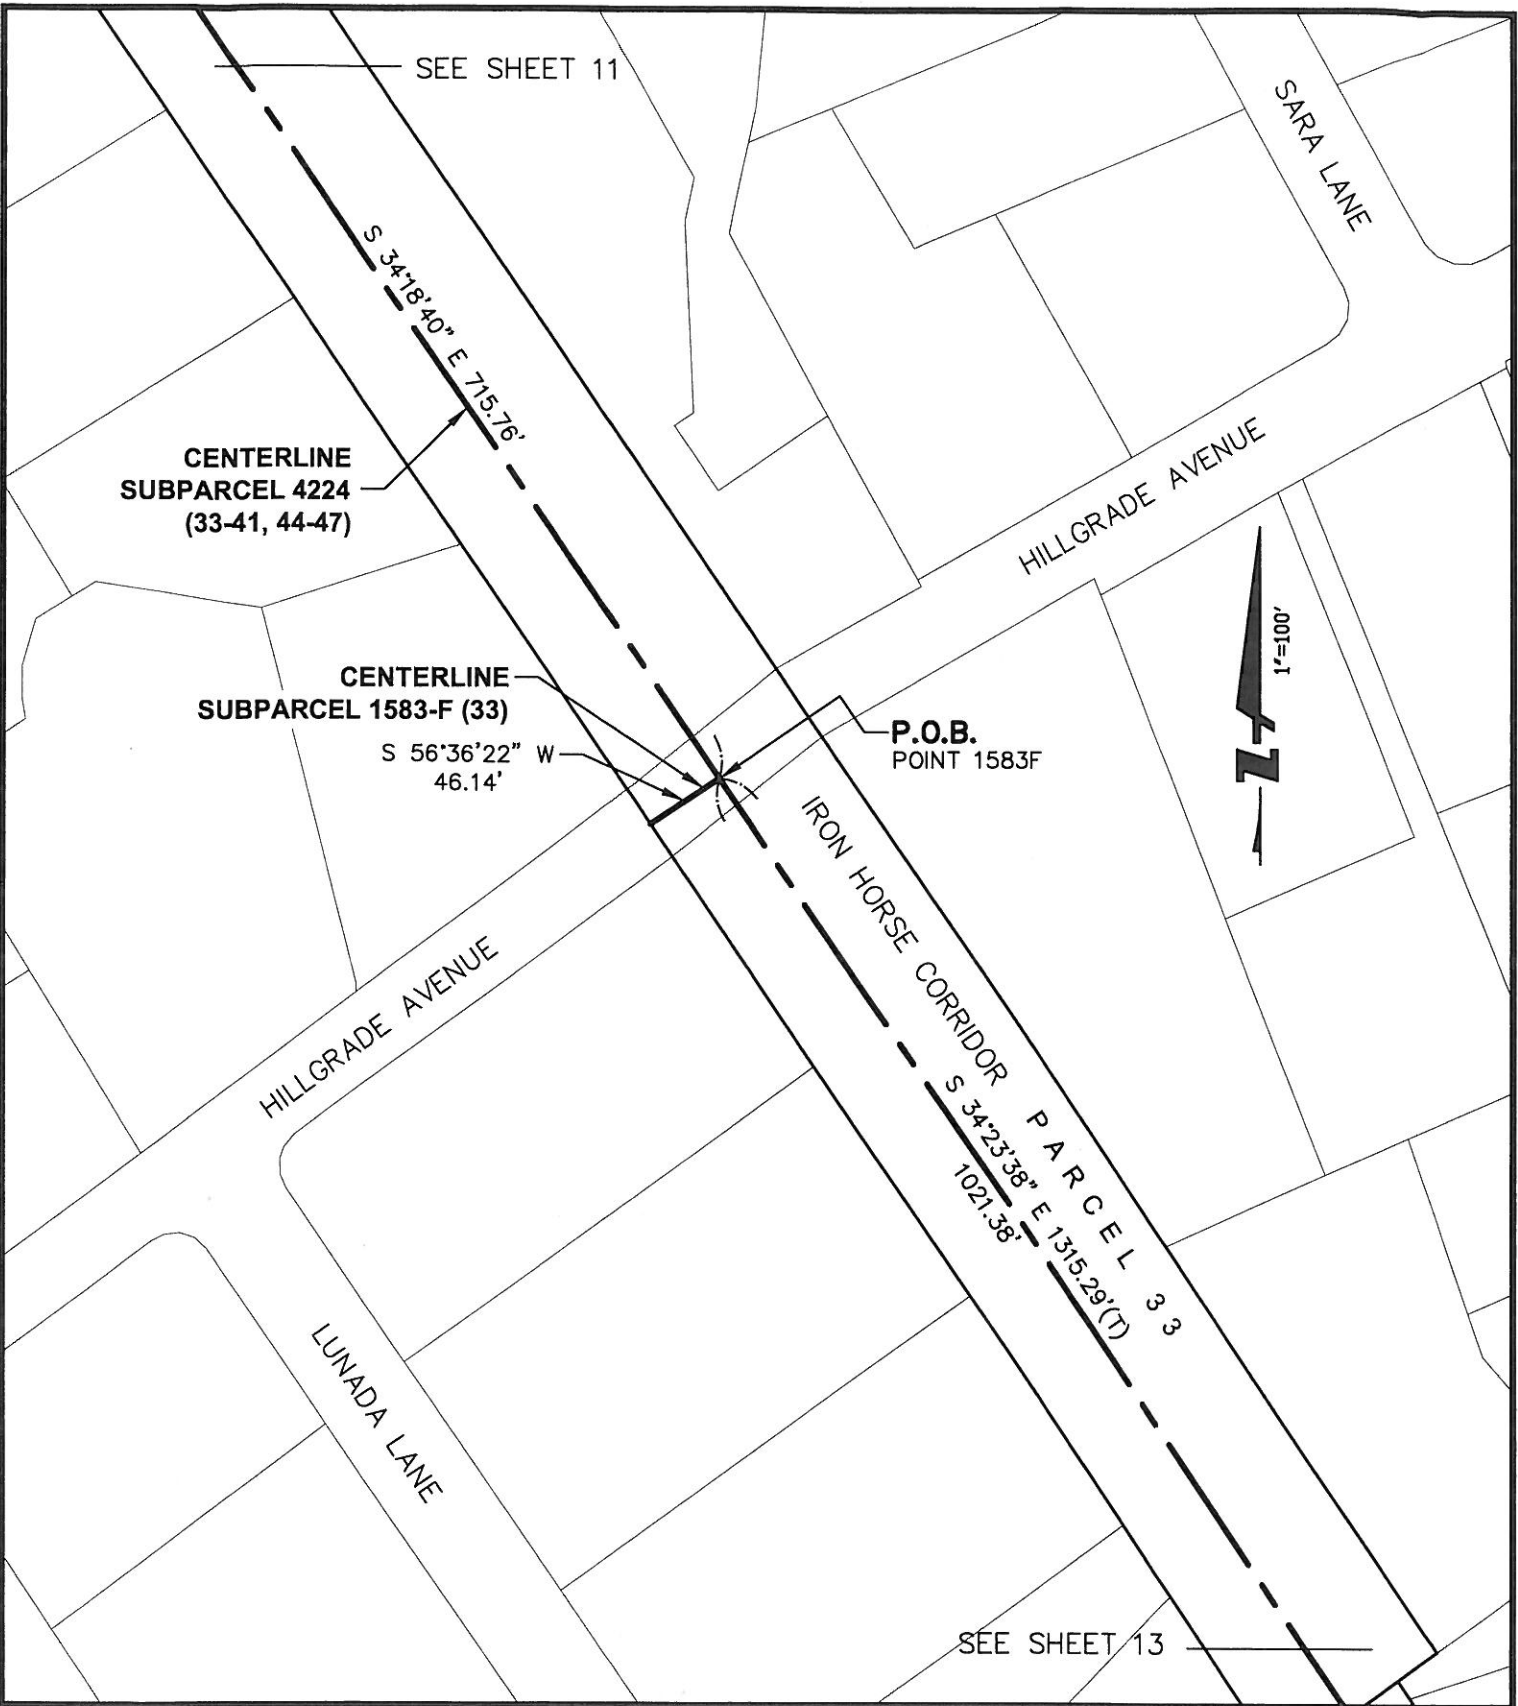 SEE SHEET 11
SARA LANE
S 34°18'40" E 715.76'
CENTERLINE
SUBPARCEL 4224
(33-41, 44-47)
HILLGRADE AVENUE
1"=100'
CENTERLINE
SUBPARCEL 1583-F (33)
S 56°36'22" W
46.14'
P.O.B.
POINT 1583F
Z
IRON HORSE CORRIDOR PARCEL 33
HILLGRADE AVENUE
S 34°23'38" E 1315.29'(T)
1021.38'
LUNADA LANE
SEE SHEET 13